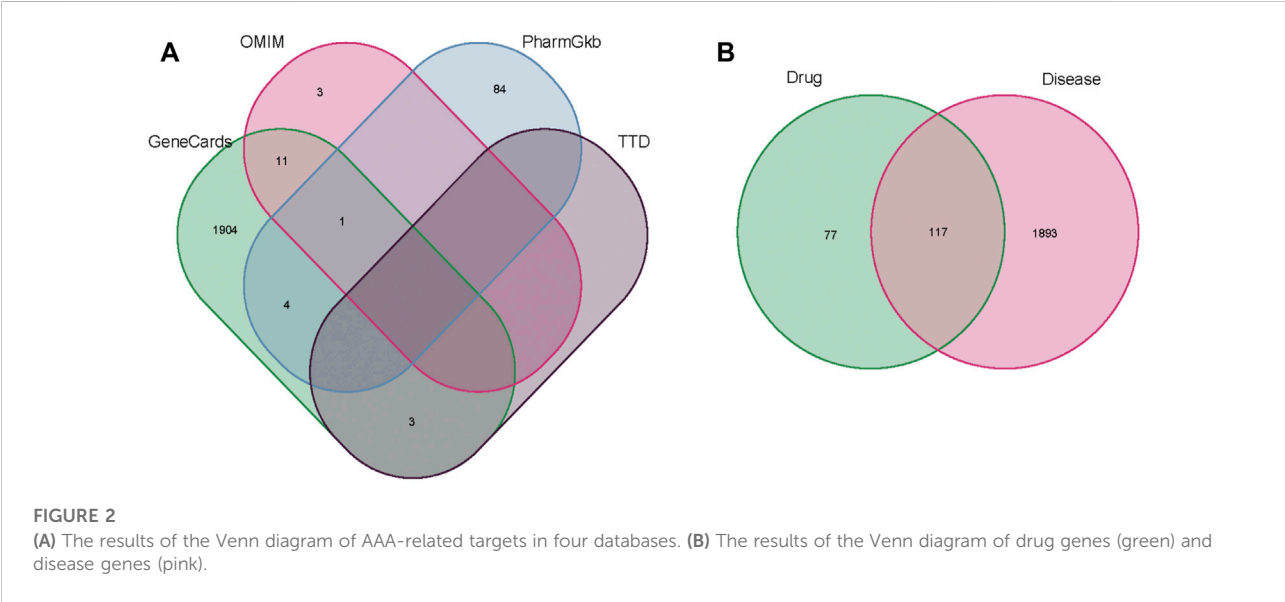 A
OMIM
PharmGkb
GeneCards
TTD
3
84
11
1904
1
4
3
B
Drug
Disease
77
117
1893
FIGURE 2
(A) The results of the Venn diagram of AAA-related targets in four databases. (B) The results of the Venn diagram of drug genes (green) and
disease genes (pink).